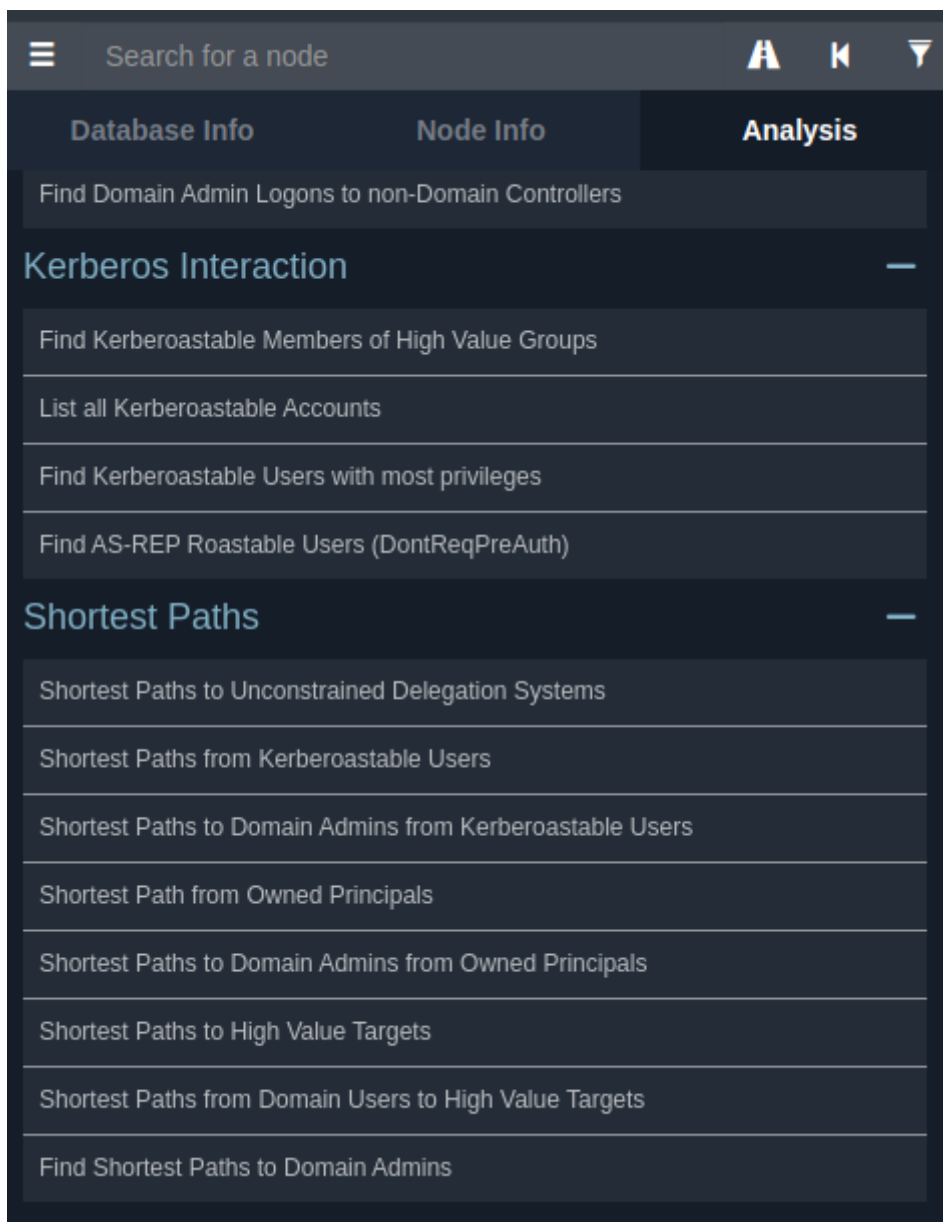 Search for a node
Database Info
Node Info
Analysis
Find Domain Admin Logons to non-Domain Controllers
Kerberos Interaction
Find Kerberoastable Members of High Value Groups
List all Kerberoastable Accounts
Find Kerberoastable Users with most privileges
Find AS-REP Roastable Users (DontReqPreAuth)
Shortest Paths
Shortest Paths to Unconstrained Delegation Systems
Shortest Paths from Kerberoastable Users
Shortest Paths to Domain Admins from Kerberoastable Users
Shortest Path from Owned Principals
Shortest Paths to Domain Admins from Owned Principals
Shortest Paths to High Value Targets
Shortest Paths from Domain Users to High Value Targets
Find Shortest Paths to Domain Admins